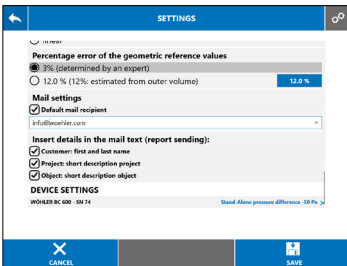 SETTINGS
linear
Percentage error of the geometric reference values
3% (determined by an expert)
12.0 % (12%: estimated from outer volume)
12.0 %
Mail settings
Default mail recipient
info@woehler.com
×
Insert details in the mail text (report sending):
Customer: first and last name
Project: short description project
Object: short description object
DEVICE SETTINGS
WÖHLER BC 600 - SN 74
Stand-Alone pressure difference -50 Pa >
CANCEL
SAVE